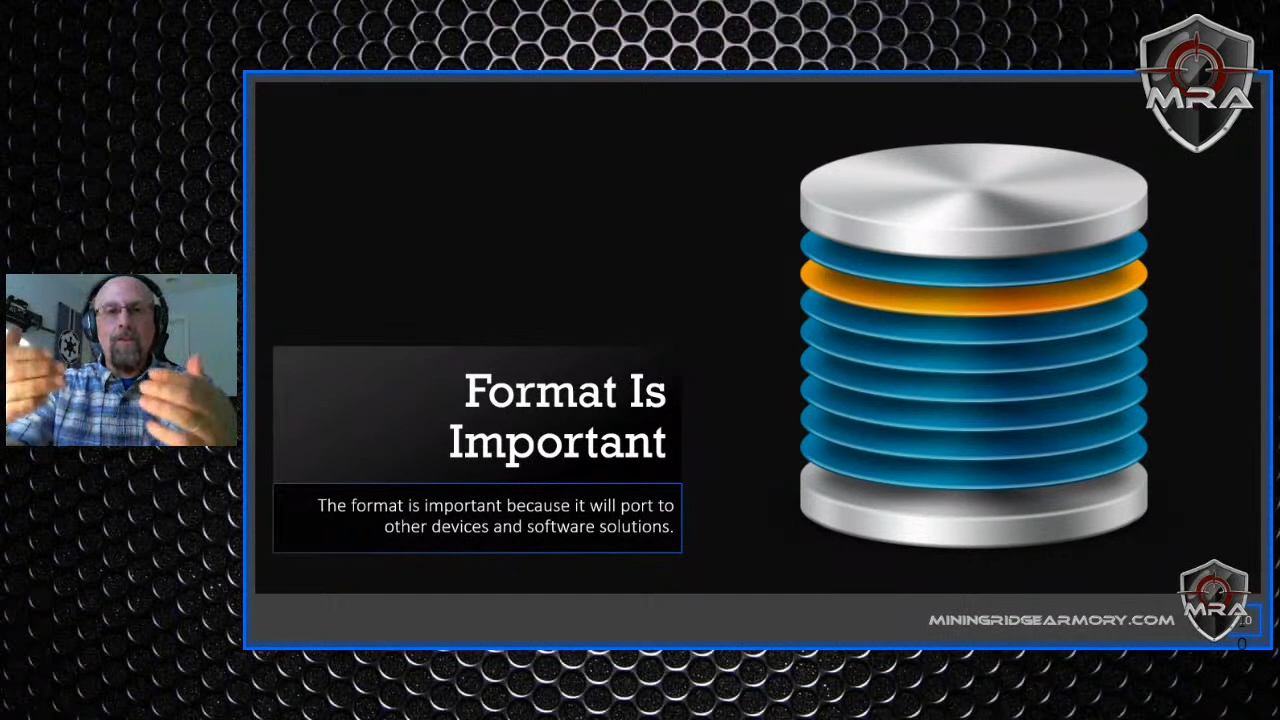 MRA
Format Is
Important
The format is important because it will port to
other devices and software solutions.
MININGRIDGEARMORY.COM
MRA
10